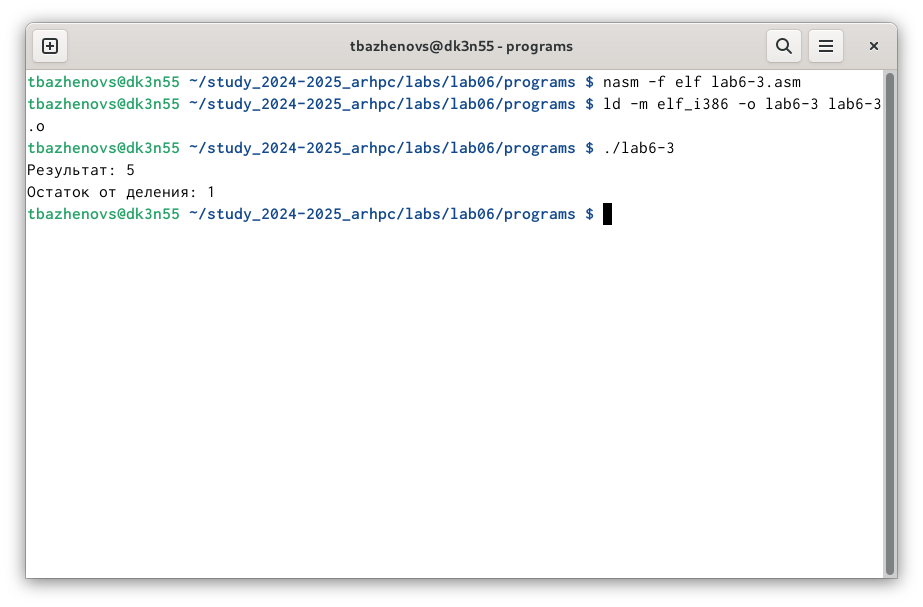 tbazhenovs@dk3n55 - programs
tbazhenovs@dk3n55 ~/study_2024-2025_arhpc/labs/lab06/programs $ nasm -f elf lab6-3.asm
tbazhenovs@dk3n55 ~/study_2024-2025_arhpc/labs/lab06/programs $ ld -m elf_i386 -o lab6-3 lab6-3
.o
tbazhenovs@dk3n55 ~/study_2024-2025_arhpc/labs/lab06/programs $ ./lab6-3
Результат: 5
Остаток от деления: 1
tbazhenovs@dk3n55 ~/study_2024-2025_arhpc/labs/lab06/programs $